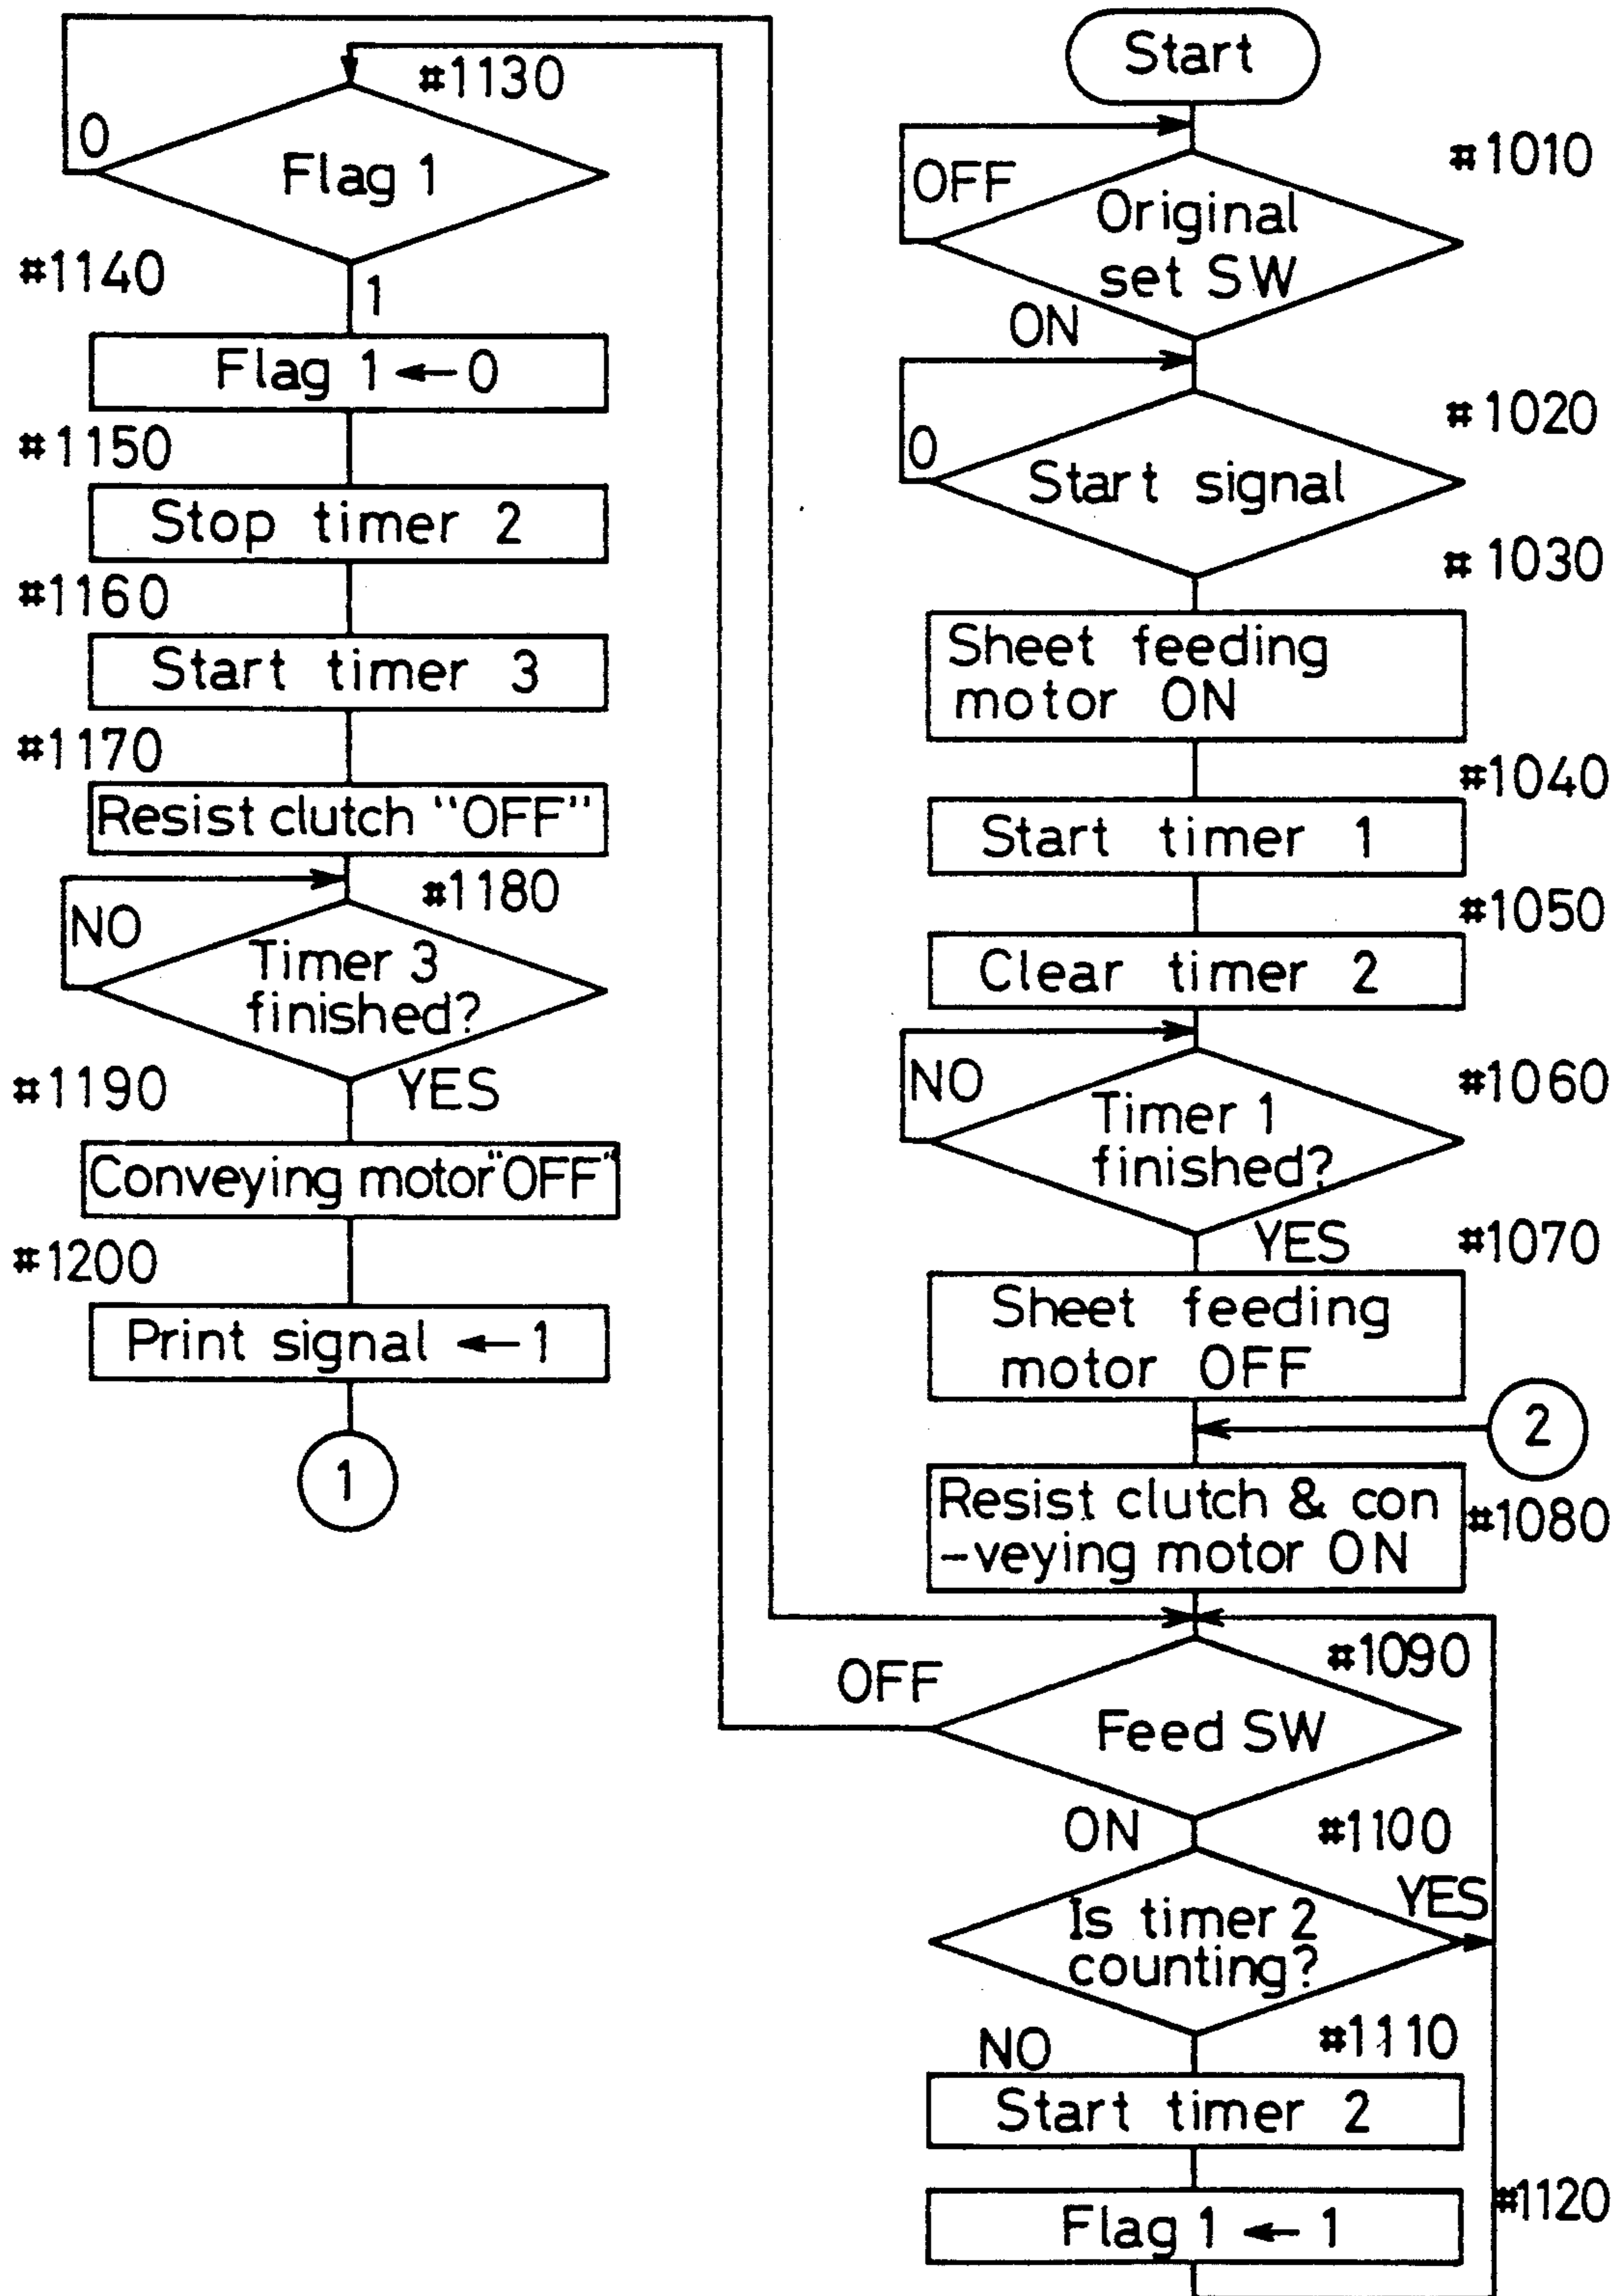 Start
#1010
OFF
Original
set SW
ON
#1020
0
Start signal
#1030
Sheet feeding
motor ON
#1040
Start timer 1
#1050
Clear timer 2
NO
#1060
Timer 1
finished?
YES
#1070
Sheet feeding
motor OFF
2
Resist clutch & con
-veying motor ON
#1080
#1090
OFF
Feed SW
ON
#1100
YES
Is timer 2
counting?
NO
#1110
Start timer 2
#1120
Flag 1 ← 1
#1130
0
Flag 1
#1140
1
Flag 1 ← 0
#1150
Stop timer 2
#1160
Start timer 3
#1170
Resist clutch "OFF"
#1180
NO
Timer 3
finished?
#1190
YES
Conveying motor "OFF"
#1200
Print signal ← 1
1